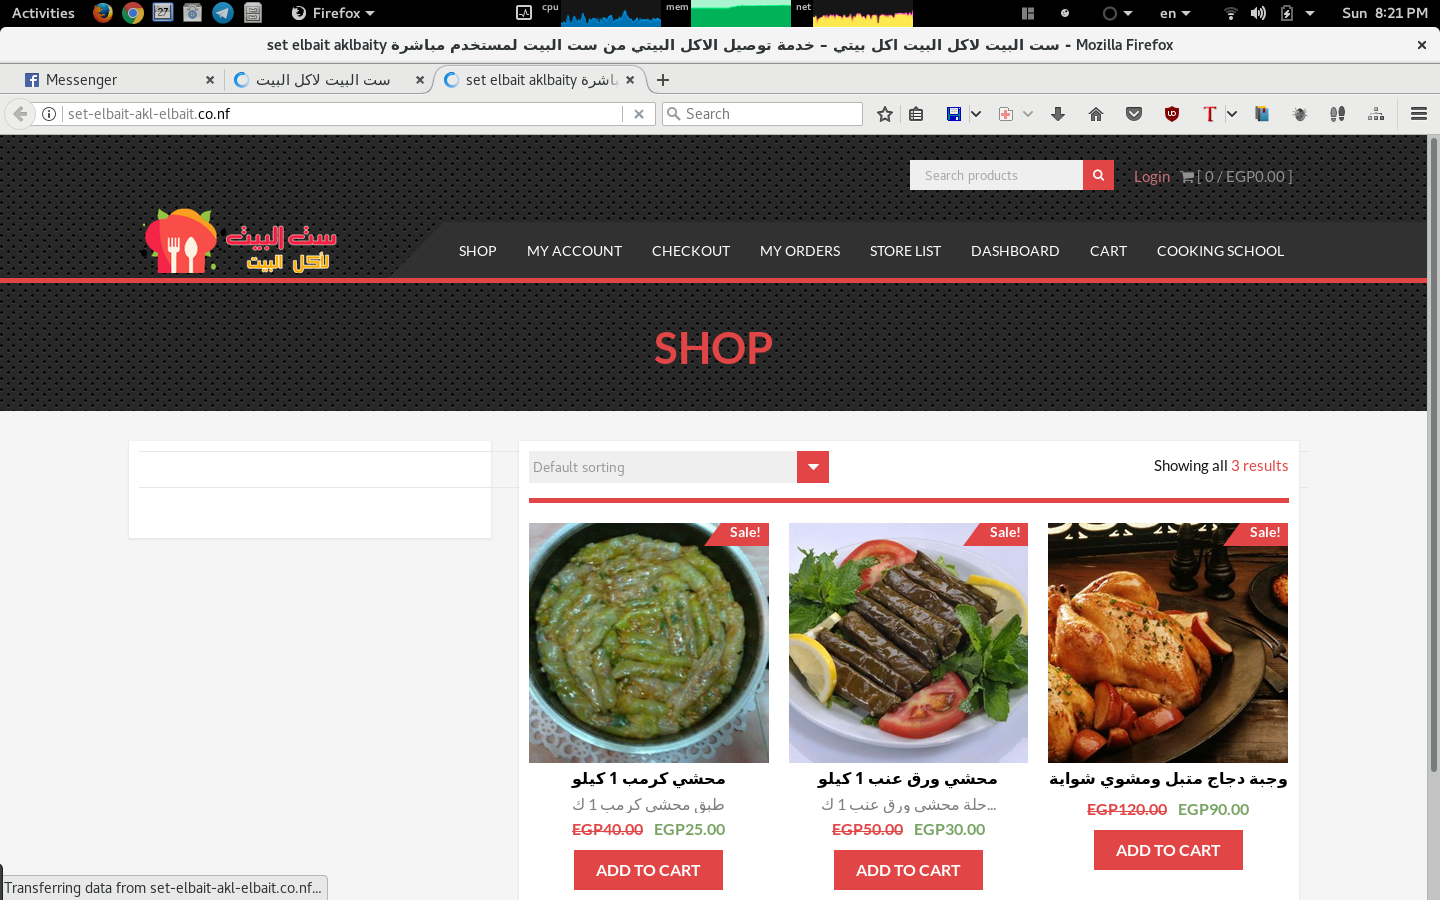 Activities
27
Firefox
cpu
mem
net
en
Sun 8:21 PM
ست البيت لاكل البيت اكل بيتي – خدمة توصيل الاكل البيتي من ست البيت لمستخدم مباشرة set elbait aklbaity - Mozilla Firefox
Messenger
ست البيت لاكل البيت
set elbait aklbaity مباشرة
set-elbait-akl-elbait.co.nf
Search
Search products
Login
[ 0 / EGP0.00 ]
ست البيت
لأكل البيت
SHOP
MY ACCOUNT
CHECKOUT
MY ORDERS
STORE LIST
DASHBOARD
CART
COOKING SCHOOL
SHOP
Default sorting
Showing all 3 results
Sale!
Sale!
Sale!
محشي كرمب 1 كيلو
محشي ورق عنب 1 كيلو
وجبة دجاج متبل ومشوي شواية
طبق محشي كرمب 1 ك
حلة محشي ورق عنب 1 ك...
EGP40.00 EGP25.00
EGP50.00 EGP30.00
EGP120.00 EGP90.00
ADD TO CART
ADD TO CART
ADD TO CART
Transferring data from set-elbait-akl-elbait.co.nf...